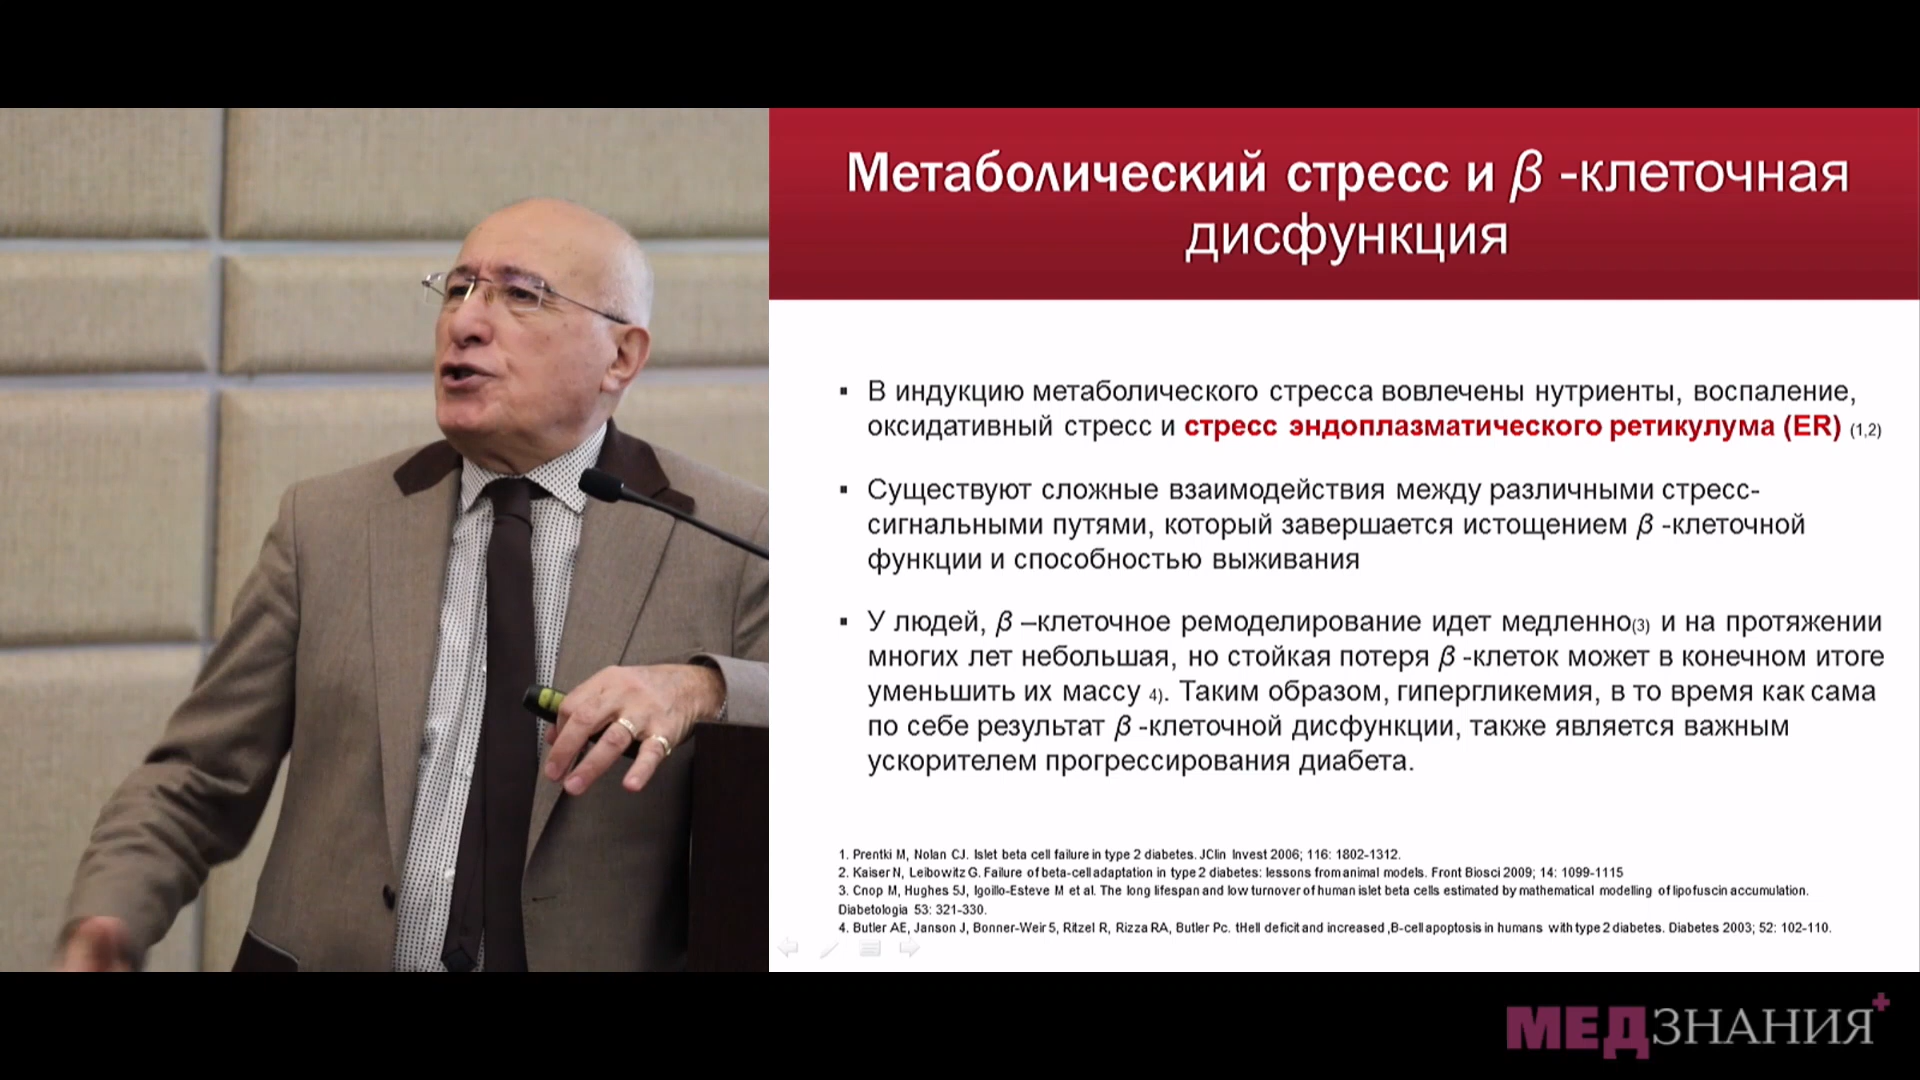 Метаболический стресс и β -клеточная
дисфункция
▪ В индукцию метаболического стресса вовлечены нутриенты, воспаление,
оксидативный стресс и стресс эндоплазматического ретикулума (ER) (1,2)
▪ Существуют сложные взаимодействия между различными стресс-
сигнальными путями, который завершается истощением β -клеточной
функции и способностью выживания
▪ У людей, β –клеточное ремоделирование идет медленно(3) и на протяжении
многих лет небольшая, но стойкая потеря β -клеток может в конечном итоге
уменьшить их массу 4). Таким образом, гипергликемия, в то время как сама
по себе результат β -клеточной дисфункции, также является важным
ускорителем прогрессирования диабета.
1. Prentki M, Nolan CJ. Islet beta cell failure in type 2 diabetes. JClin Invest 2006; 116: 1802-1312.
2. Kaiser N, Leibowitz G. Failure of beta-cell adaptation in type 2 diabetes: lessons from animal models. Front Biosci 2009; 14: 1099-1115
3. Cnop M, Hughes 5J, Igoillo-Esteve M et al. The long lifespan and low turnover of human islet beta cells estimated by mathematical modelling of lipofuscin accumulation.
Diabetologia 53: 321-330.
4. Butler AE, Janson J, Bonner-Weir 5, Ritzel R, Rizza RA, Butler Pc. tHell deficit and increased ,B-cell apoptosis in humans with type 2 diabetes. Diabetes 2003; 52: 102-110.
МЕДЗНАНИЯ+